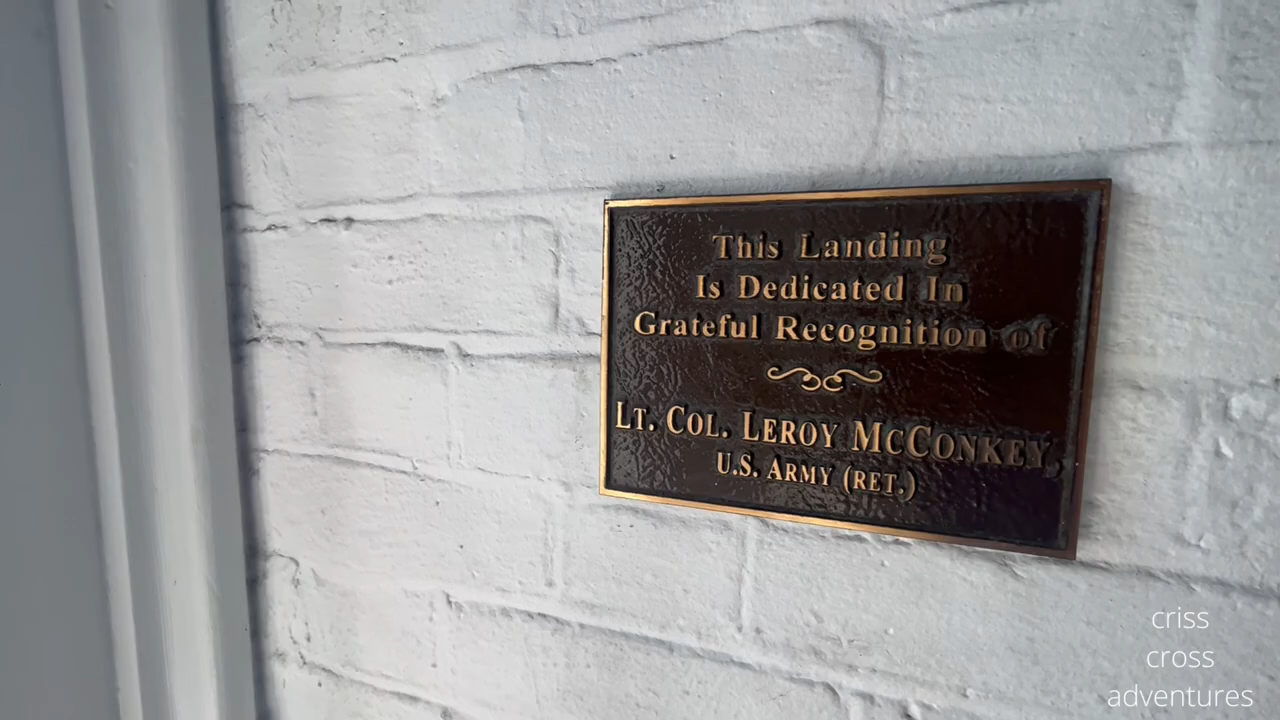 This Landing
Is Dedicated In
Grateful Recognition of
Lt. Col. Leroy McConkey,
U.S. Army (ret.)
criss
cross
adventures